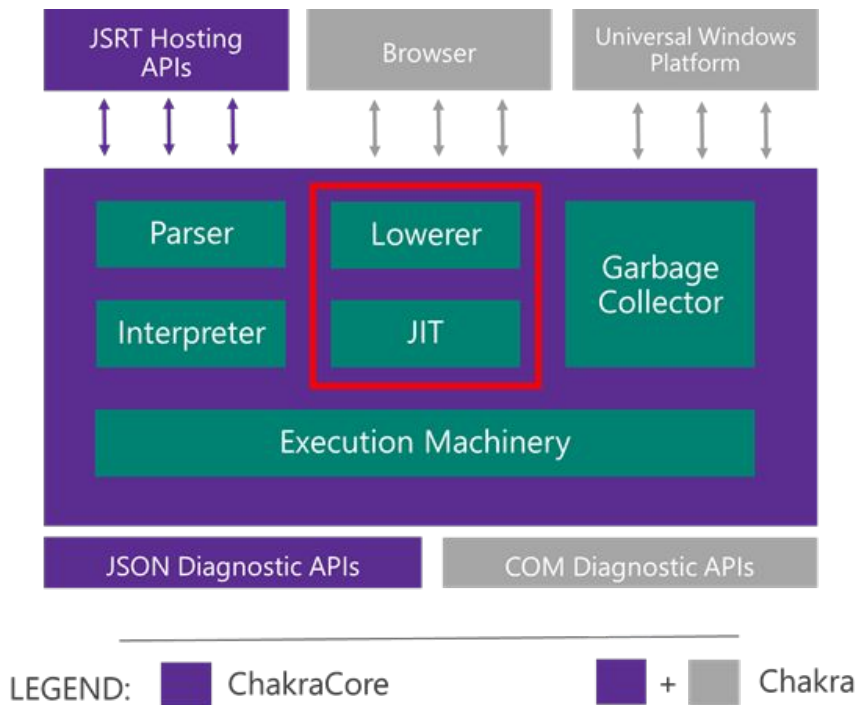 JSRT Hosting
APIs
Browser
Universal Windows
Platform
Parser
Lowerer
Garbage
Collector
Interpreter
JIT
Execution Machinery
JSON Diagnostic APIs
COM Diagnostic APIs
LEGEND:
ChakraCore
+
Chakra